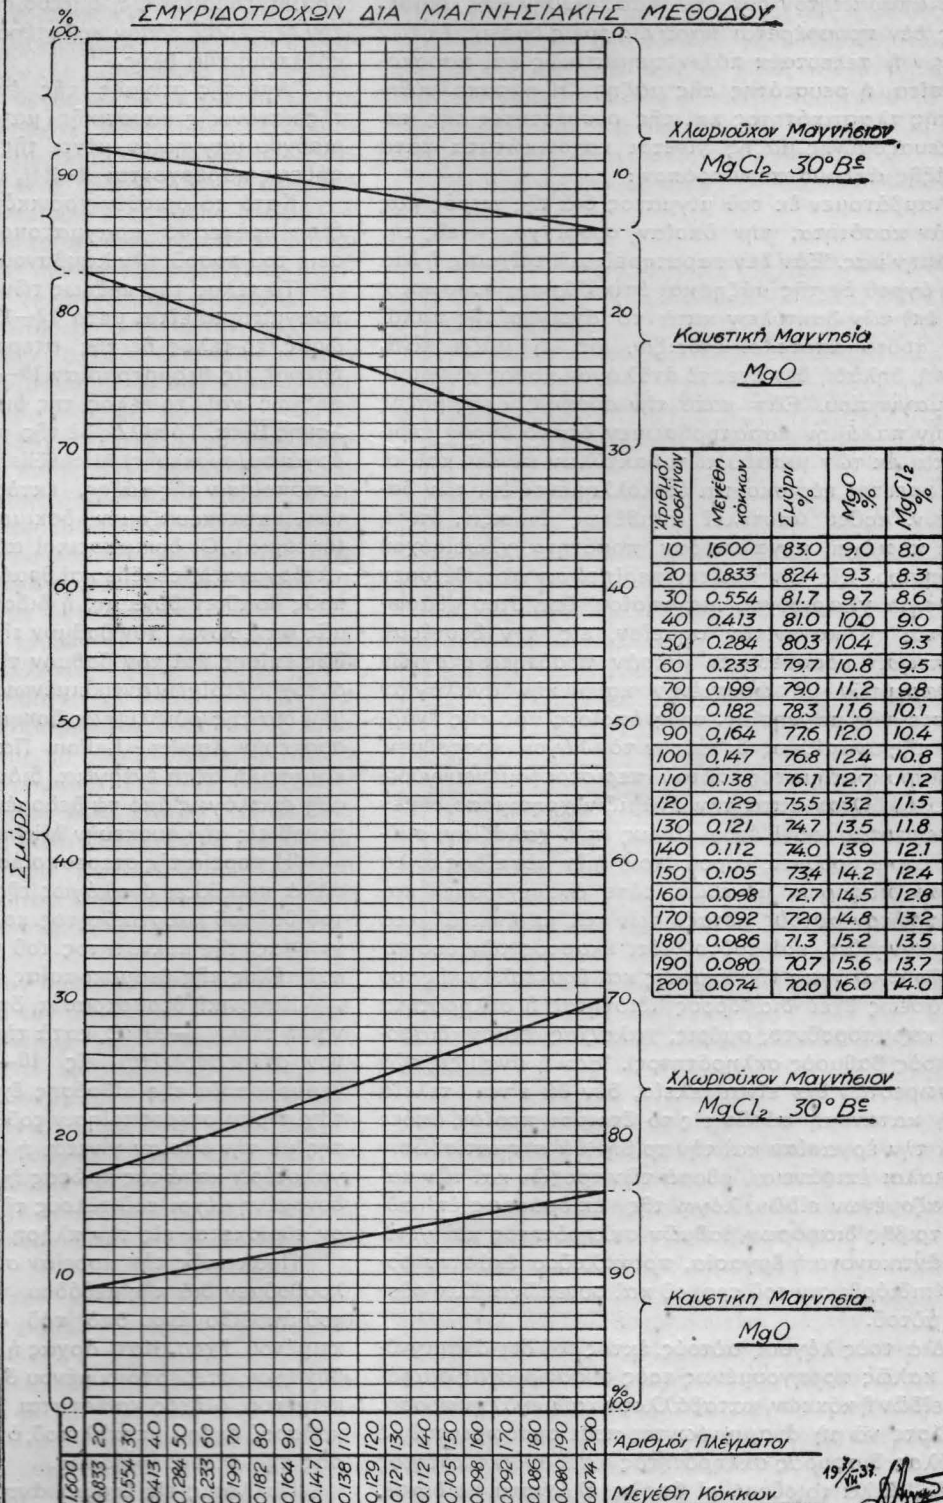 ΣΜΥΡΙΔΟΤΡΟΧΩΝ ΔΙΑ ΜΑΓΝΗΣΙΑΚΗΣ ΜΕΘΟΔΟΥ
%
100
90
80
70
60
50
40
30
20
10
0
Σμύρις
0
10
20
30
40
50
60
70
80
90
%
100
Χλωριούχον Μαγνήσιον
MgCl2 30°Be
Καυστική Μαγνησία
MgO
Αριθμοί κοσκίνων | Μεγέθη κόκκων | Σμύρις % | MgO % | MgCl2 %
10 1,600 83.0 9.0 8.0
20 0.833 82.4 9.3 8.3
30 0.554 81.7 9.7 8.6
40 0.413 81.0 10.0 9.0
50 0.284 80.3 10.4 9.3
60 0.233 79.7 10.8 9.5
70 0.199 79.0 11.2 9.8
80 0.182 78.3 11.6 10.1
90 0,164 77.6 12.0 10.4
100 0,147 76.8 12.4 10.8
110 0.138 76.1 12.7 11.2
120 0.129 75.5 13.2 11.5
130 0.121 74.7 13.5 11.8
140 0.112 74.0 13.9 12.1
150 0.105 73.4 14.2 12.4
160 0.098 72.7 14.5 12.8
170 0.092 72.0 14.8 13.2
180 0.086 71.3 15.2 13.5
190 0.080 70.7 15.6 13.7
200 0.074 70.0 16.0 14.0
Χλωριούχον Μαγνήσιον
MgCl2 30°Be
Καυστική Μαγνησία
MgO
10 20 30 40 50 60 70 80 90 100 110 120 130 140 150 160 170 180 190 200
Αριθμοί Πλέγματος
1.600 0.833 0.554 0.413 0.284 0.233 0.199 0.182 0.164 0.147 0.138 0.129 0.121 0.112 0.105 0.098 0.092 0.086 0.080 0.074
Μεγέθη Κόκκων